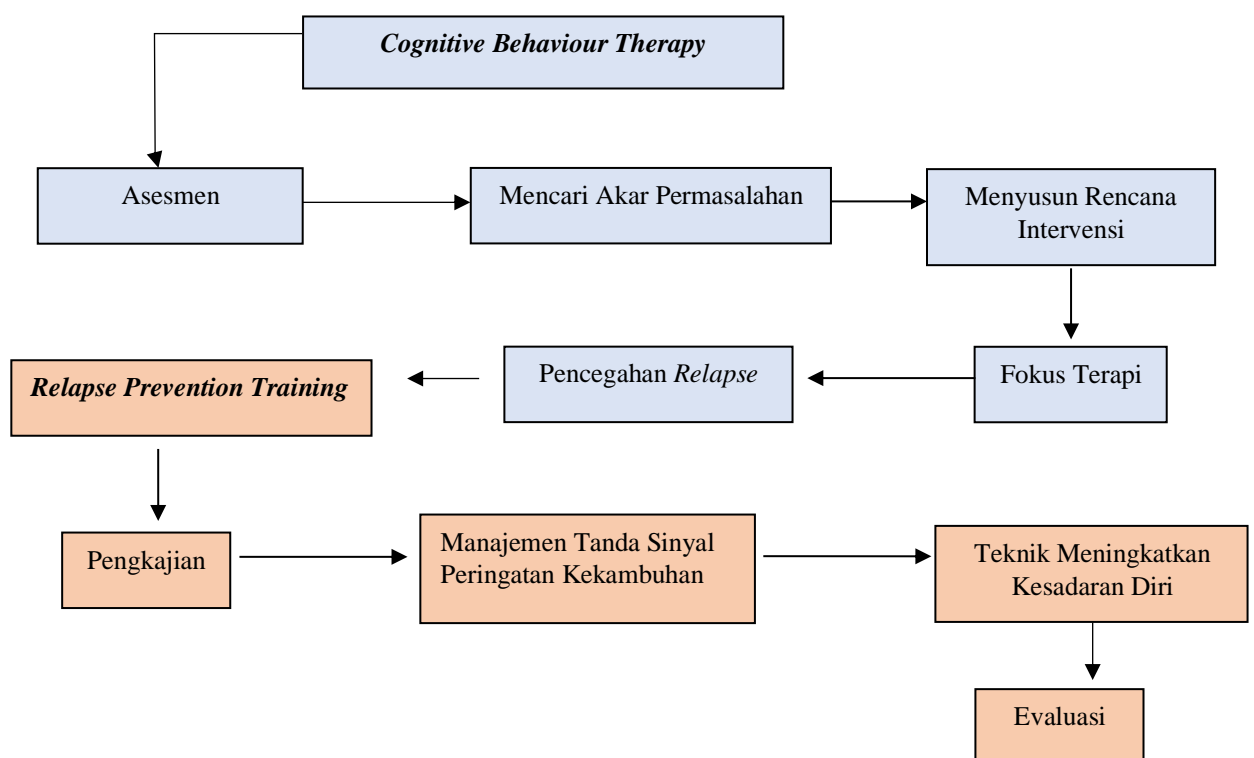 Cognitive Behaviour Therapy
Asesmen
Mencari Akar Permasalahan
Menyusun Rencana
Intervensi
Fokus Terapi
Pencegahan Relapse
Relapse Prevention Training
Pengkajian
Manajemen Tanda Sinyal
Peringatan Kekambuhan
Teknik Meningkatkan
Kesadaran Diri
Evaluasi